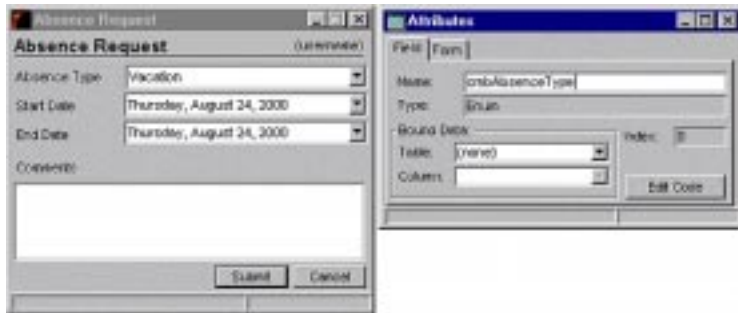 Absence Request
Absence Request (username)
Absence Type Vacation
Start Date Thursday, August 24, 2000
End Date Thursday, August 24, 2000
Comments
Submit Cancel
Attributes
Field Form
Name: cmbAbsenceType
Type: Enum
Bound Data:
Table: (none)
Column:
Index: 0
Edit Code